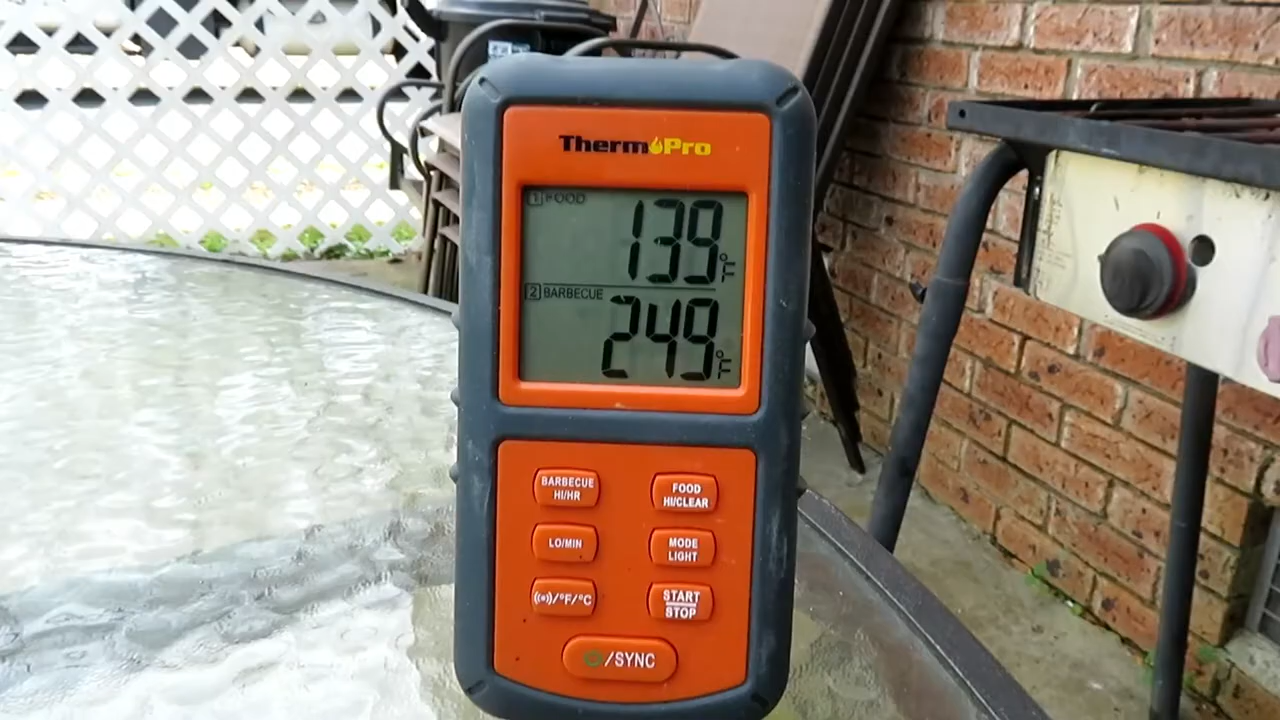 ThermPro
1 FOOD
139°F
2 BARBECUE
249°F
BARBECUE
HI/HR
FOOD
HI/CLEAR
LO/MIN
MODE
LIGHT
((•))/°F/°C
START
STOP
/SYNC